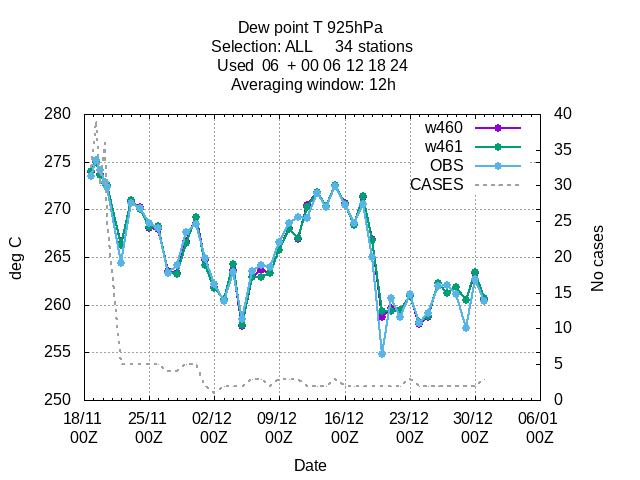 Dew point T 925hPa
Selection: ALL 34 stations
Used 06 + 00 06 12 18 24
Averaging window: 12h
280
275
270
265
260
255
250
deg C
40
35
30
25
20
15
10
5
0
No cases
w460
w461
OBS
CASES
18/11 25/11 02/12 09/12 16/12 23/12 30/12 06/01
00Z 00Z 00Z 00Z 00Z 00Z 00Z 00Z
Date